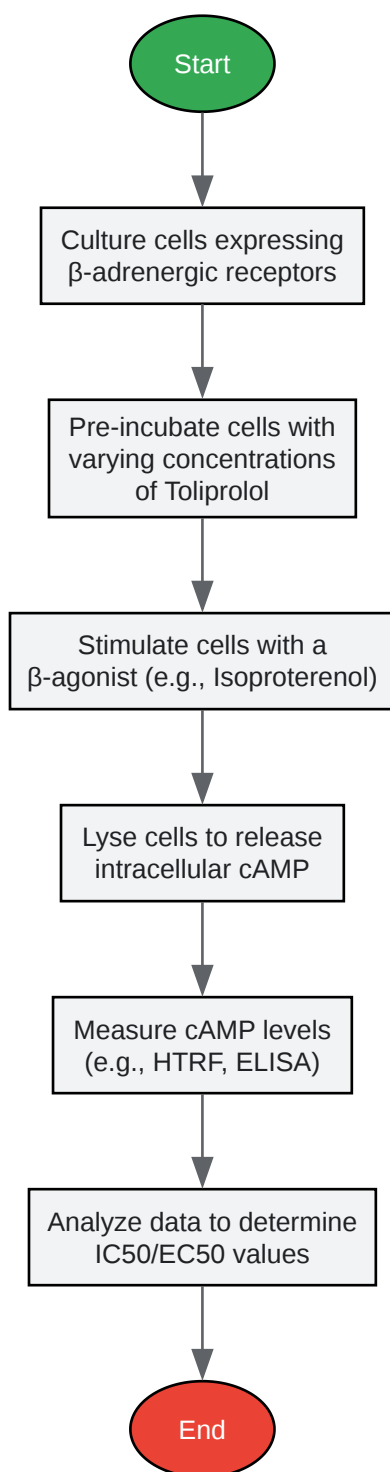 Start
Culture cells expressing
β-adrenergic receptors
Pre-incubate cells with
varying concentrations
of Toliprolol
Stimulate cells with a
β-agonist (e.g., Isoproterenol)
Lyse cells to release
intracellular cAMP
Measure cAMP levels
(e.g., HTRF, ELISA)
Analyze data to determine
IC50/EC50 values
End